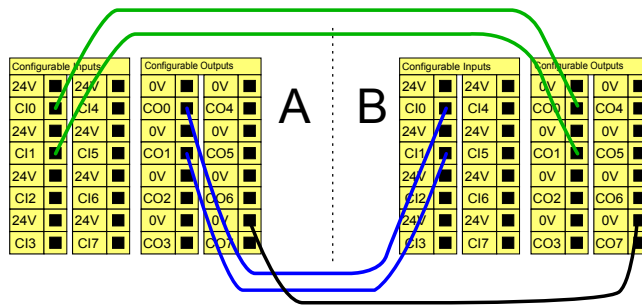 Configurable Inputs Configurable Outputs A B Configurable Inputs Configurable Outputs
24V 24V 0V 0V 24V 24V 0V 0V
CI0 CI4 CO0 CO4 CI0 CI4 CO0 CO4
24V 24V 0V 0V 24V 24V 0V 0V
CI1 CI5 CO1 CO5 CI1 CI5 CO1 CO5
24V 24V 0V 0V 24V 24V 0V 0V
CI2 CI6 CO2 CO6 CI2 CI6 CO2 CO6
24V 24V 0V 0V 24V 24V 0V 0V
CI3 CI7 CO3 CO7 CI3 CI7 CO3 CO7